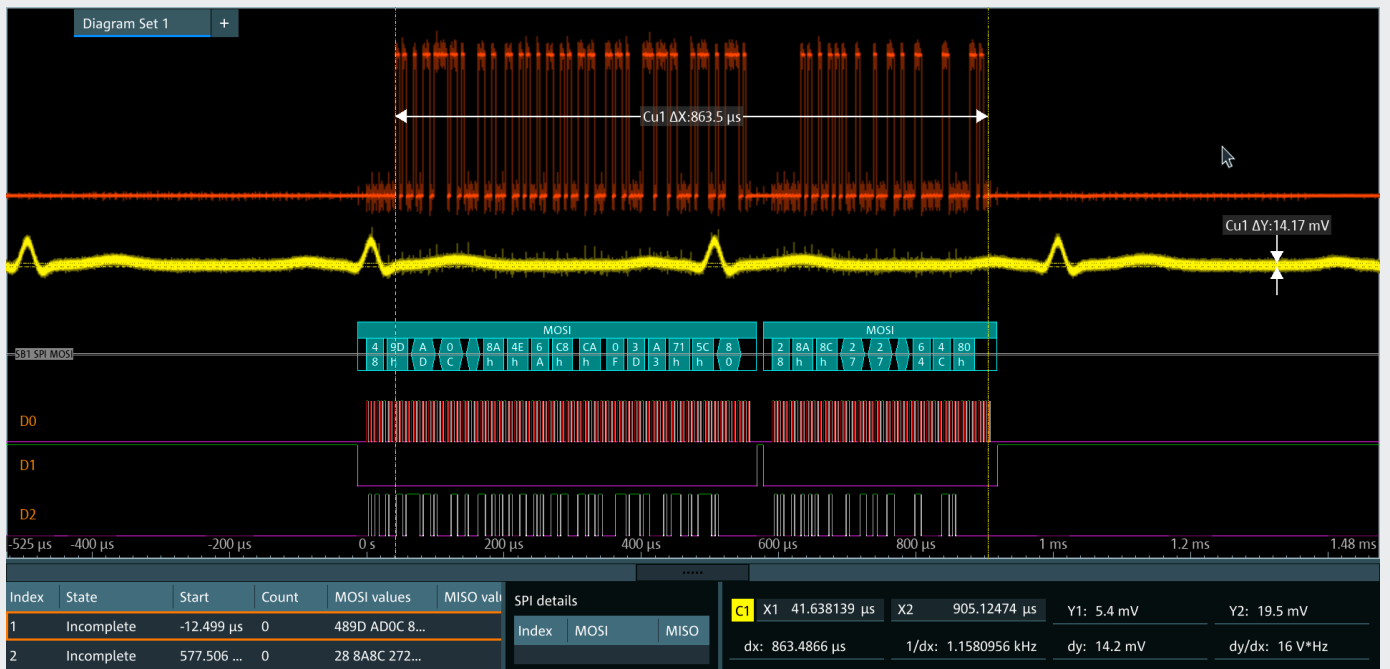 Diagram Set 1 +
Cu1 ΔX:863.5 µs
Cu1 ΔY:14.17 mV
MOSI MOSI
SB1 SPI MOSI
4 9D A 0 8A 4E 6 C8 CA 0 3 A 71 5C 8 2 8A 8C 2 2 6 4 80
8 h D C h h A h h F D 3 h h 0 8 h h 7 7 4 C h
D0
D1
D2
-525 µs -400 µs -200 µs 0 s 200 µs 400 µs 600 µs 800 µs 1 ms 1.2 ms 1.48 ms
Index State Start Count MOSI values MISO valu
1 Incomplete -12.499 µs 0 489D AD0C 8...
2 Incomplete 577.506 ... 0 28 8A8C 272...
SPI details
Index MOSI MISO
C1 X1 41.638139 µs X2 905.12474 µs Y1: 5.4 mV Y2: 19.5 mV
dx: 863.4866 µs 1/dx: 1.1580956 kHz dy: 14.2 mV dy/dx: 16 V*Hz